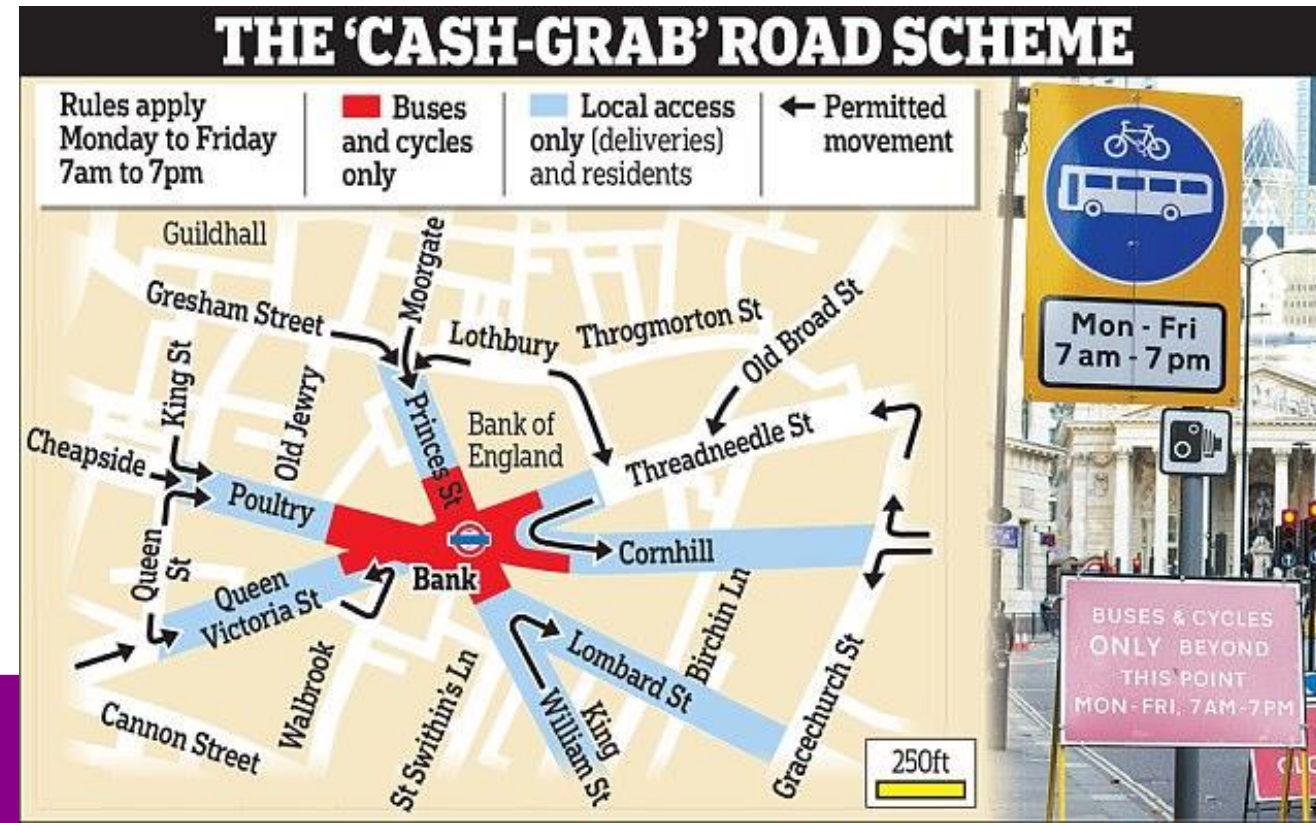 THE 'CASH-GRAB' ROAD SCHEME
Rules apply
Monday to Friday
7am to 7pm
Buses
and cycles
only
Local access
only (deliveries)
and residents
Permitted
movement
Guildhall
Moorgate
Gresham Street
Lothbury
Throgmorton St
Old Broad St
King St
Old Jewry
Princes St
Bank of
England
Threadneedle St
Cheapside
Poultry
Cornhill
Queen
St
Bank
Queen
Victoria St
Birchin Ln
Lombard St
Walbrook
St Swithin's Ln
King
William St
Gracechurch St
Cannon Street
250ft
Mon - Fri
7 am - 7 pm
BUSES & CYCLES
ONLY BEYOND
THIS POINT
MON - FRI, 7AM - 7PM